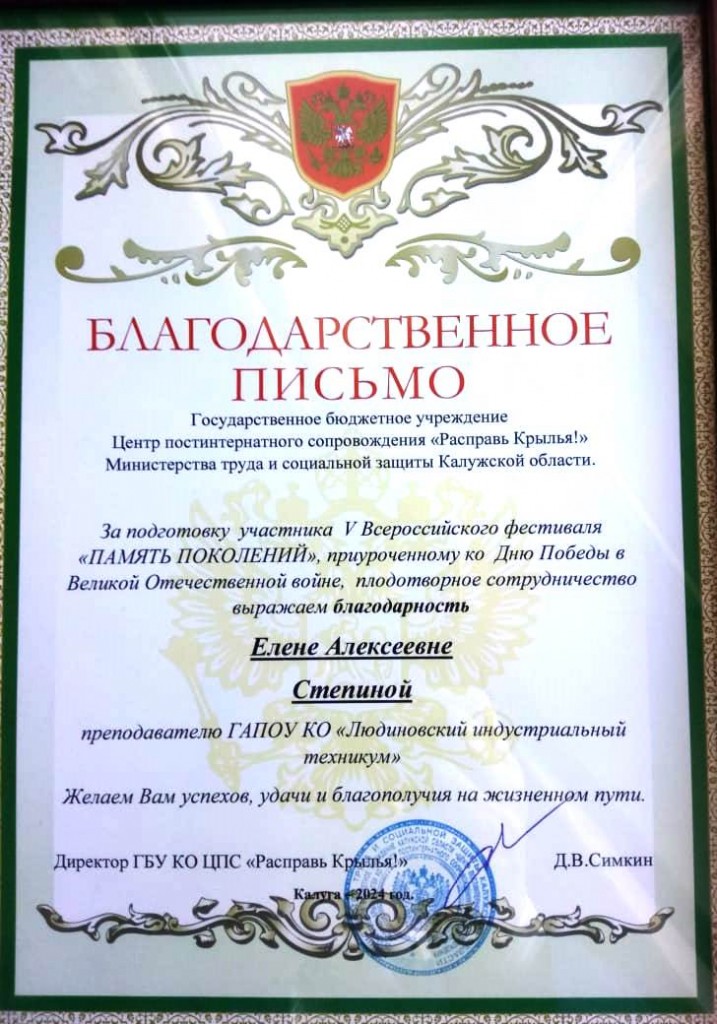 БЛАГОДАРСТВЕННОЕ
ПИСЬМО
Государственное бюджетное учреждение
Центр постинтернатного сопровождения «Расправь Крылья!»
Министерства труда и социальной защиты Калужской области.
За подготовку участника V Всероссийского фестиваля
«ПАМЯТЬ ПОКОЛЕНИЙ», приуроченному ко Дню Победы в
Великой Отечественной войне, плодотворное сотрудничество
выражаем благодарность
Елене Алексеевне
Степиной
преподавателю ГАПОУ КО «Людиновский индустриальный
техникум»
Желаем Вам успехов, удачи и благополучия на жизненном пути.
Директор ГБУ КО ЦПС «Расправь Крылья!» Д.В.Симкин
Калуга – 2024 год.